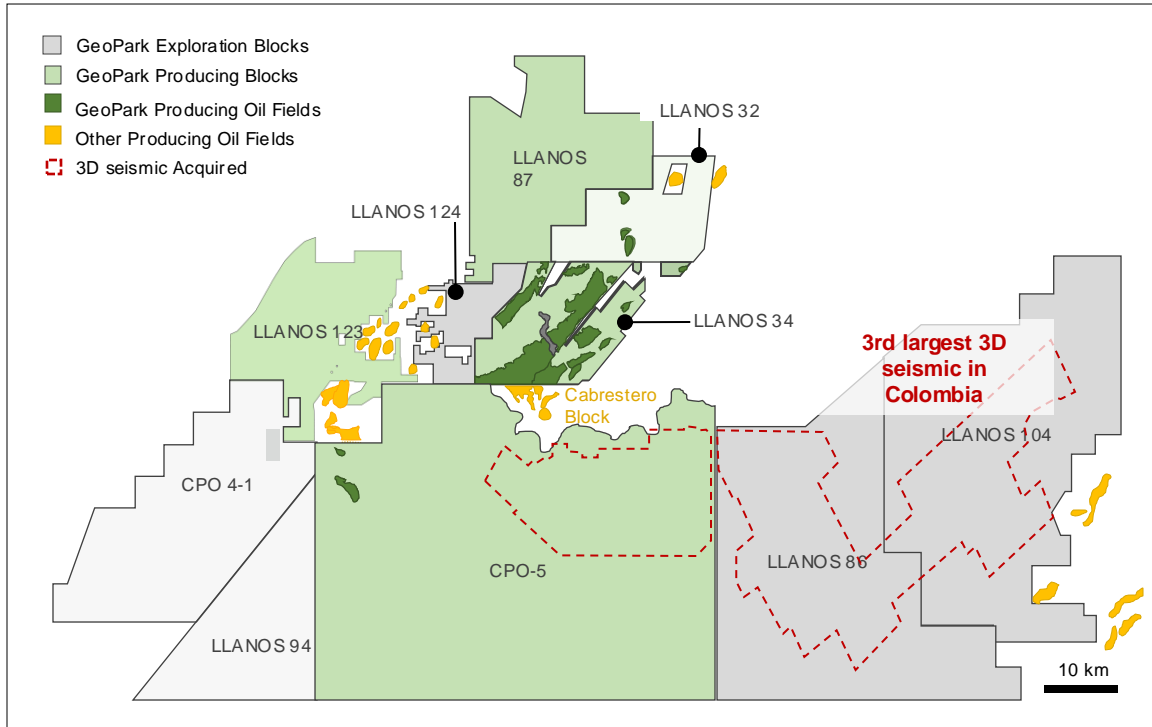 GeoPark Exploration Blocks
GeoPark Producing Blocks
GeoPark Producing Oil Fields
Other Producing Oil Fields
3D seismic Acquired
LLANOS 32
LLANOS
87
LLANOS 124
LLANOS 123
LLANOS 34
3rd largest 3D
seismic in
Colombia
Cabrestero
Block
LLANOS 104
CPO 4-1
CPO-5
LLANOS 86
LLANOS 94
10 km